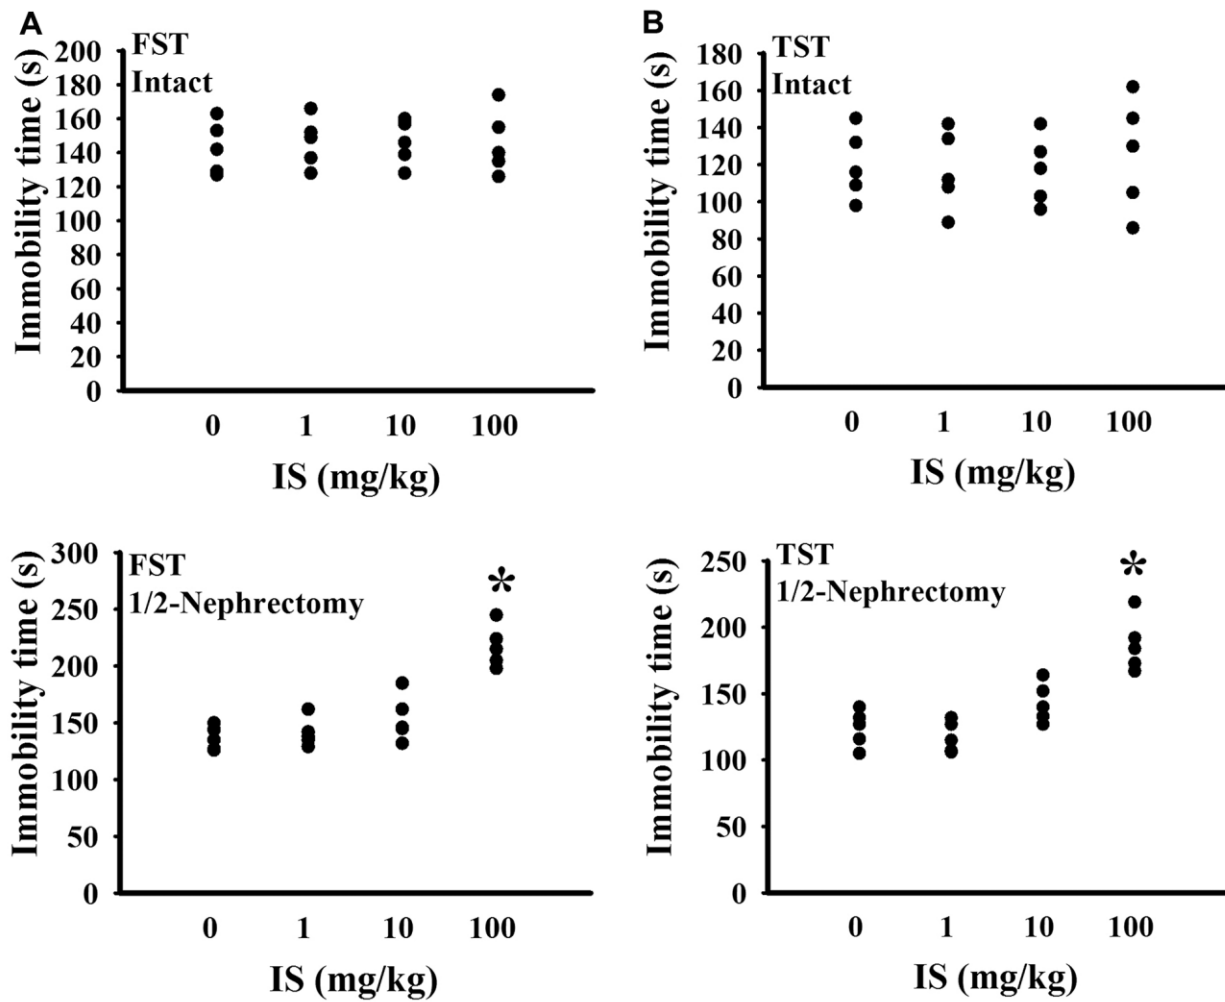 A
FST
Intact
Immobility time (s)
200
180
160
140
120
100
80
60
40
20
0
0 1 10 100
IS (mg/kg)
B
TST
Intact
Immobility time (s)
180
160
140
120
100
80
60
40
20
0
0 1 10 100
IS (mg/kg)
FST
1/2-Nephrectomy
Immobility time (s)
300
250
200
150
100
50
0
*
0 1 10 100
IS (mg/kg)
TST
1/2-Nephrectomy
Immobility time (s)
250
200
150
100
50
0
*
0 1 10 100
IS (mg/kg)